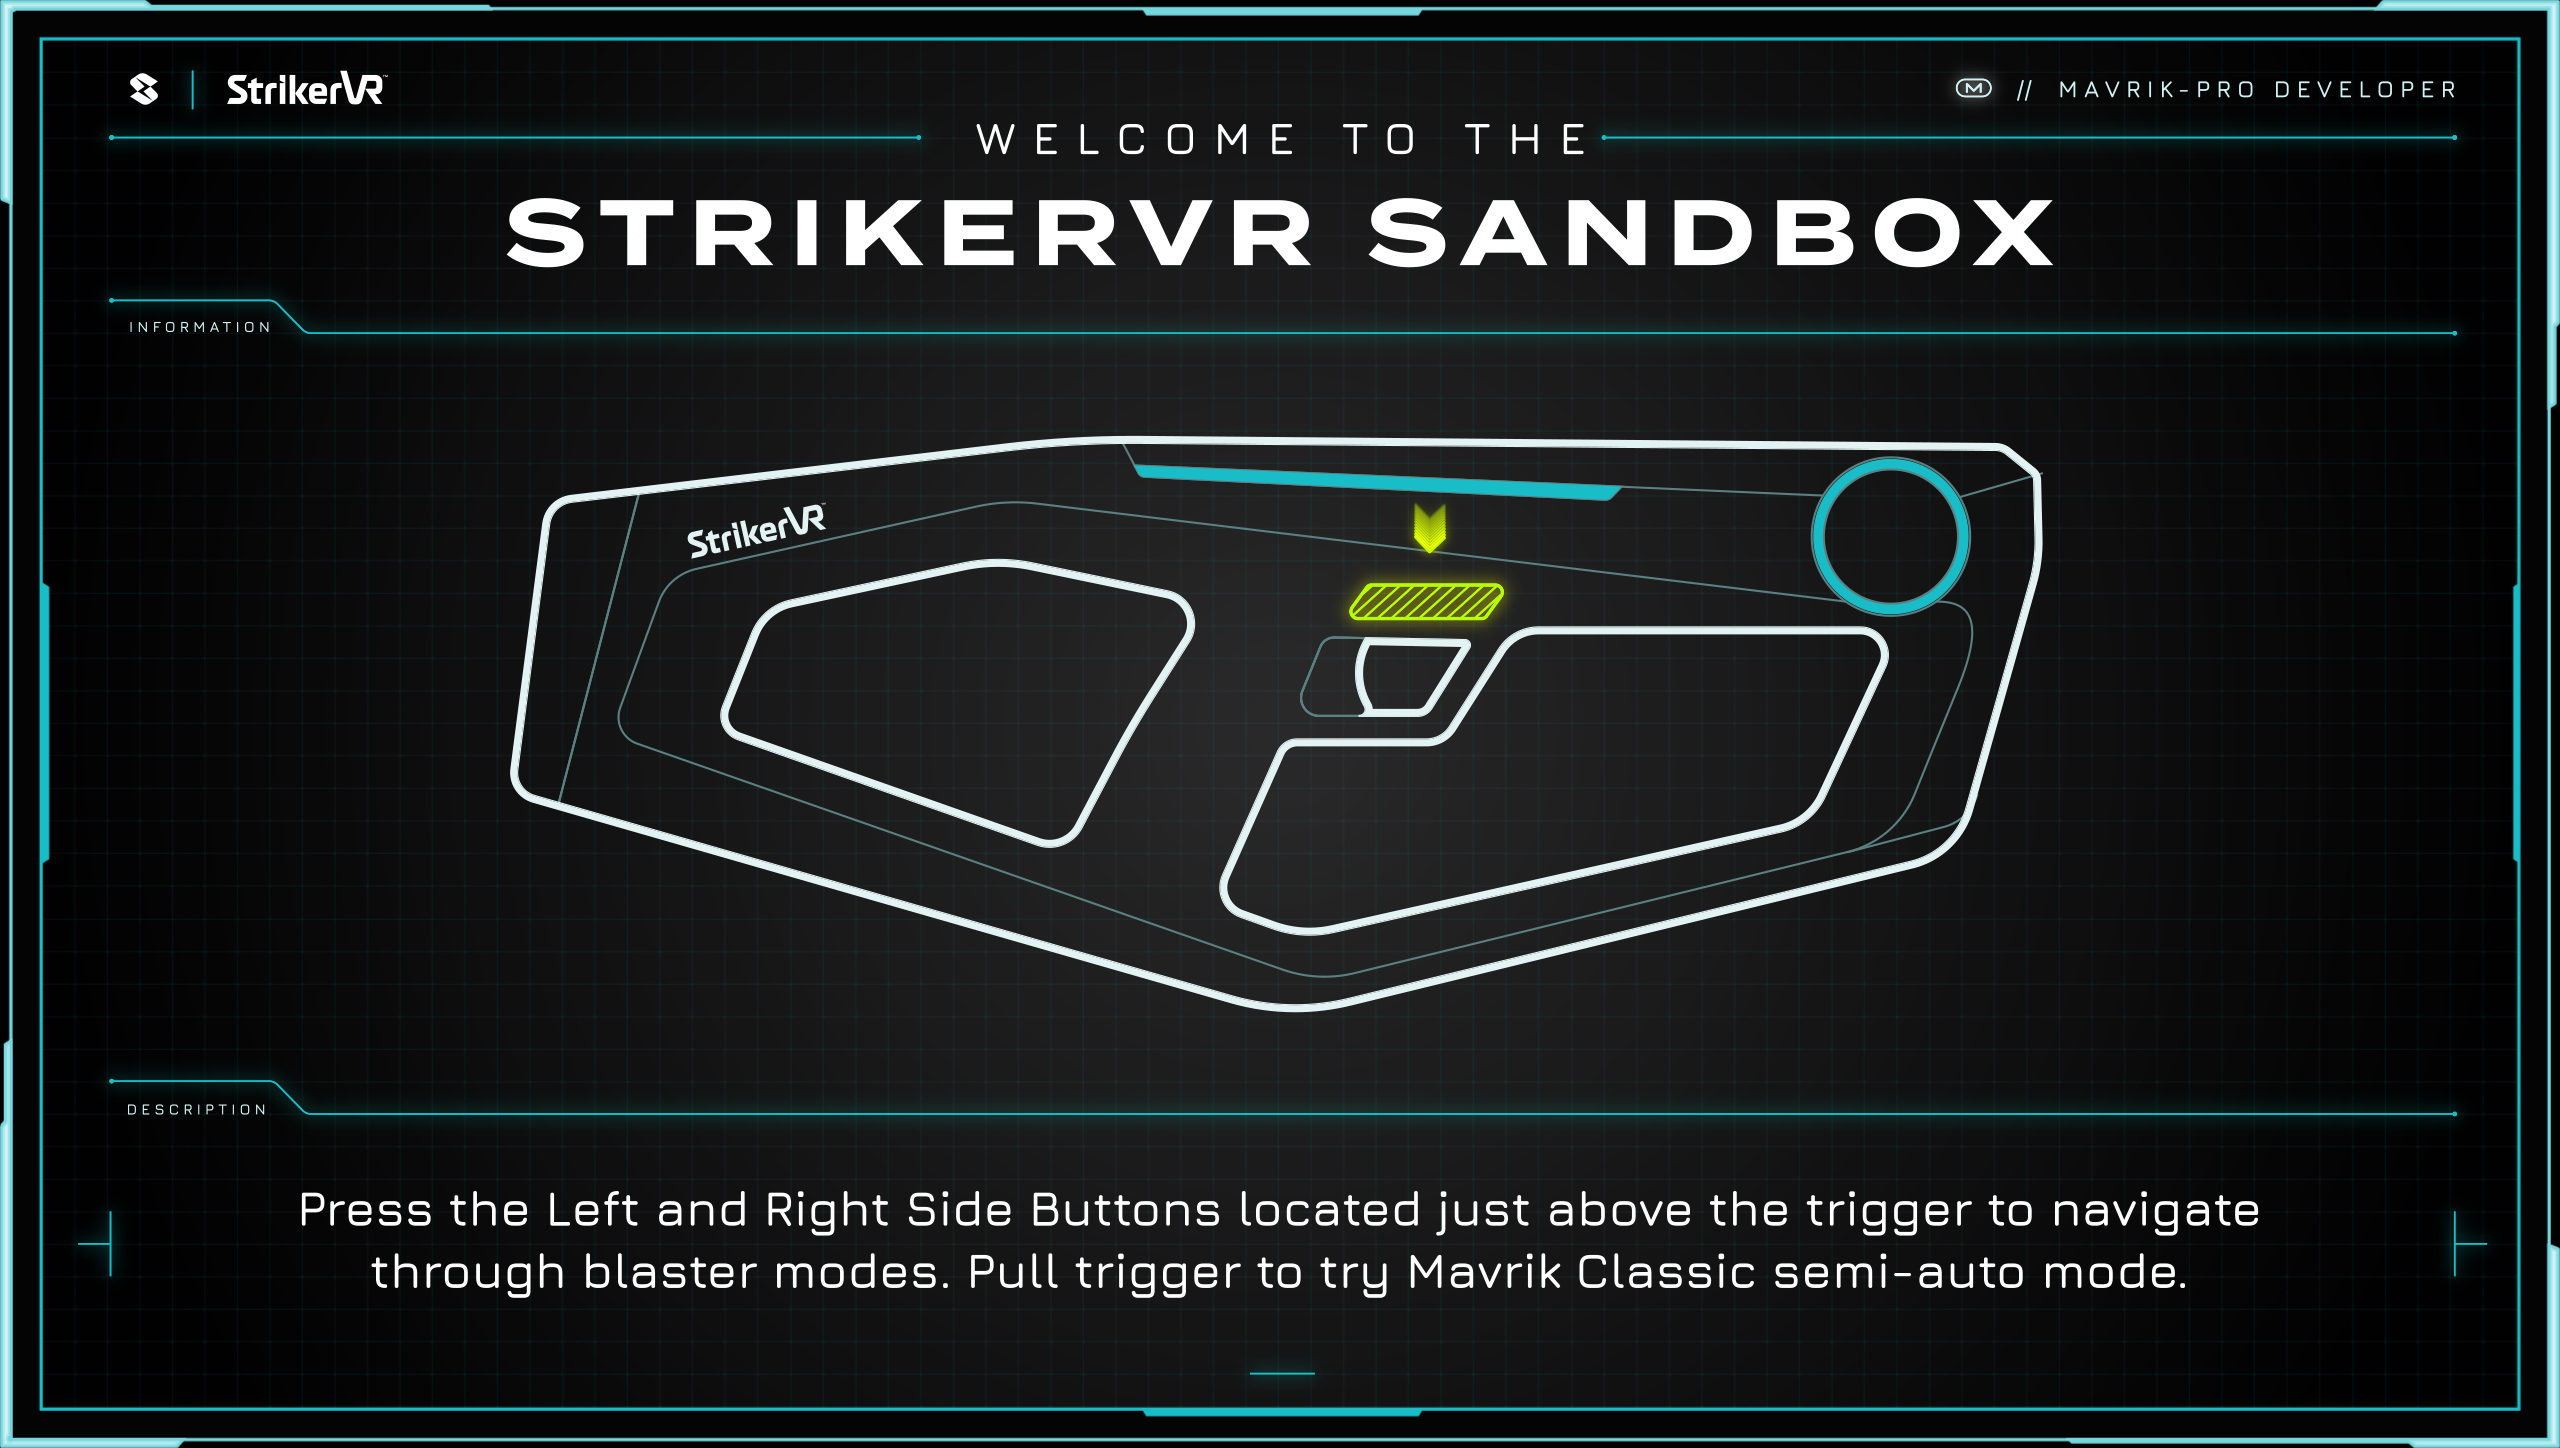 StrikerVR™
// MAVRIK-PRO DEVELOPER
WELCOME TO THE
STRIKERVR SANDBOX
INFORMATION
StrikerVR
DESCRIPTION
Press the Left and Right Side Buttons located just above the trigger to navigate
through blaster modes. Pull trigger to try Mavrik Classic semi-auto mode.